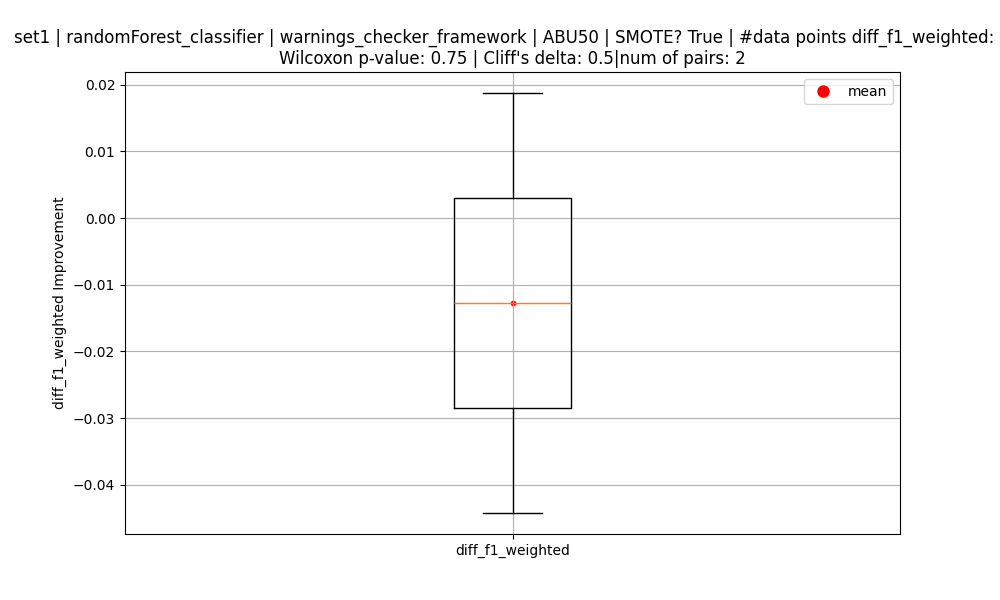 set1 | randomForest_classifier | warnings_checker_framework | ABU50 | SMOTE? True | #data points diff_f1_weighted:
Wilcoxon p-value: 0.75 | Cliff's delta: 0.5|num of pairs: 2
mean
0.02
0.01
0.00
−0.01
−0.02
−0.03
−0.04
diff_f1_weighted Improvement
diff_f1_weighted